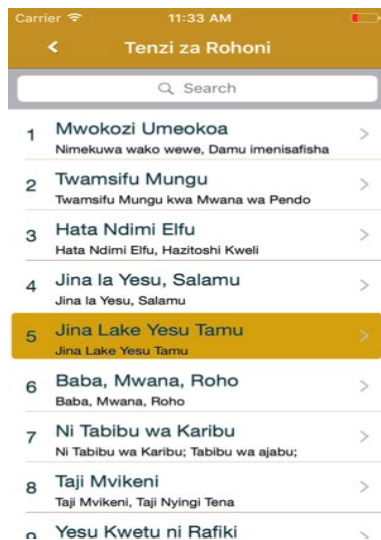 Carrier 11:33 AM
Tenzi za Rohoni
Search
1 Mwokozi Umeokoa
Nimekuwa wako wewe, Damu imenisafisha
2 Twamsifu Mungu
Twamsifu Mungu kwa Mwana wa Pendo
3 Hata Ndimi Elfu
Hata Ndimi Elfu, Hazitoshi Kweli
4 Jina la Yesu, Salamu
Jina la Yesu, Salamu
5 Jina Lake Yesu Tamu
Jina Lake Yesu Tamu
6 Baba, Mwana, Roho
Baba, Mwana, Roho
7 Ni Tabibu wa Karibu
Ni Tabibu wa Karibu; Tabibu wa ajabu;
8 Taji Mvikeni
Taji Mvikeni, Taji Nyingi Tena
9 Yesu Kwetu ni Rafiki